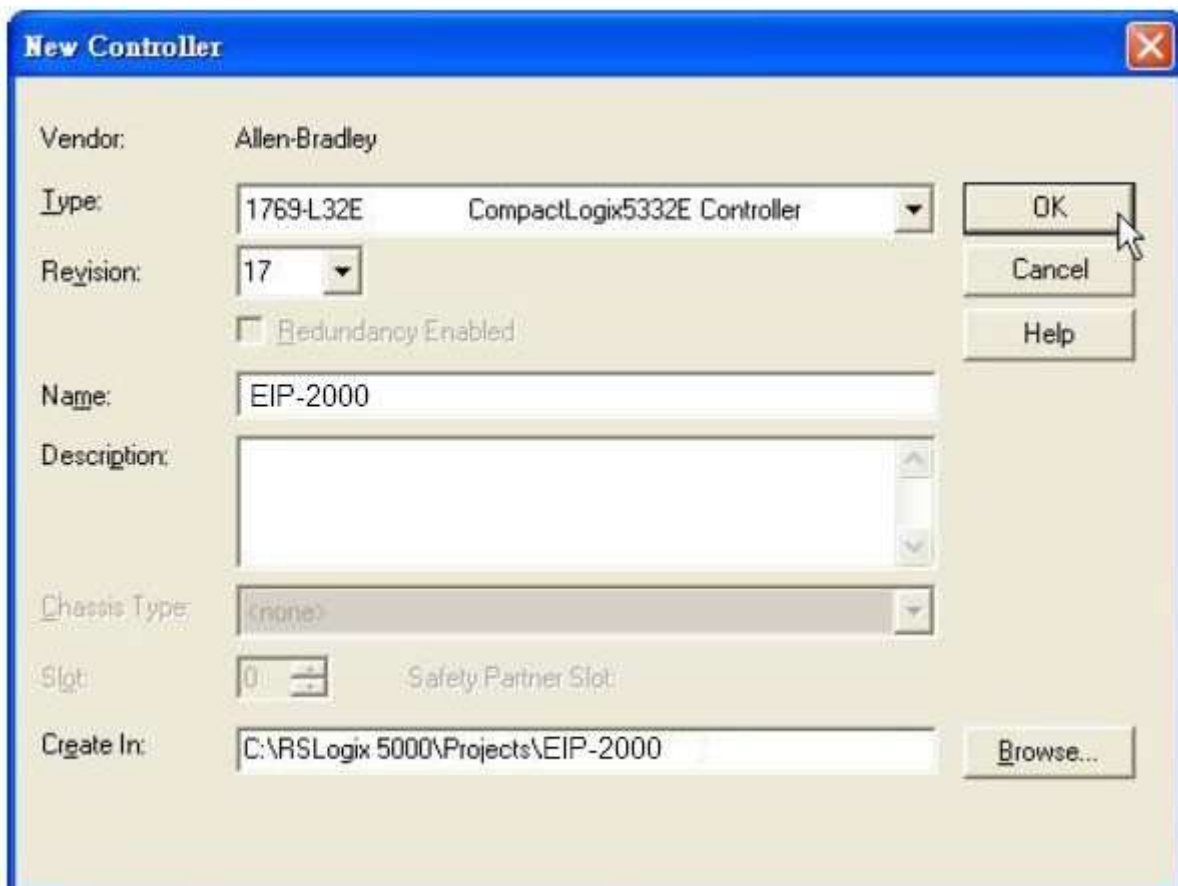 New Controller
Vendor: Allen-Bradley
Type: 1769-L32E CompactLogix5332E Controller
OK
Revision: 17
Cancel
Redundancy Enabled
Help
Name: EIP-2000
Description:
Chassis Type: <none>
Slot: 0 Safety Partner Slot:
Create In: C:\RSLogix 5000\Projects\EIP-2000
Browse...